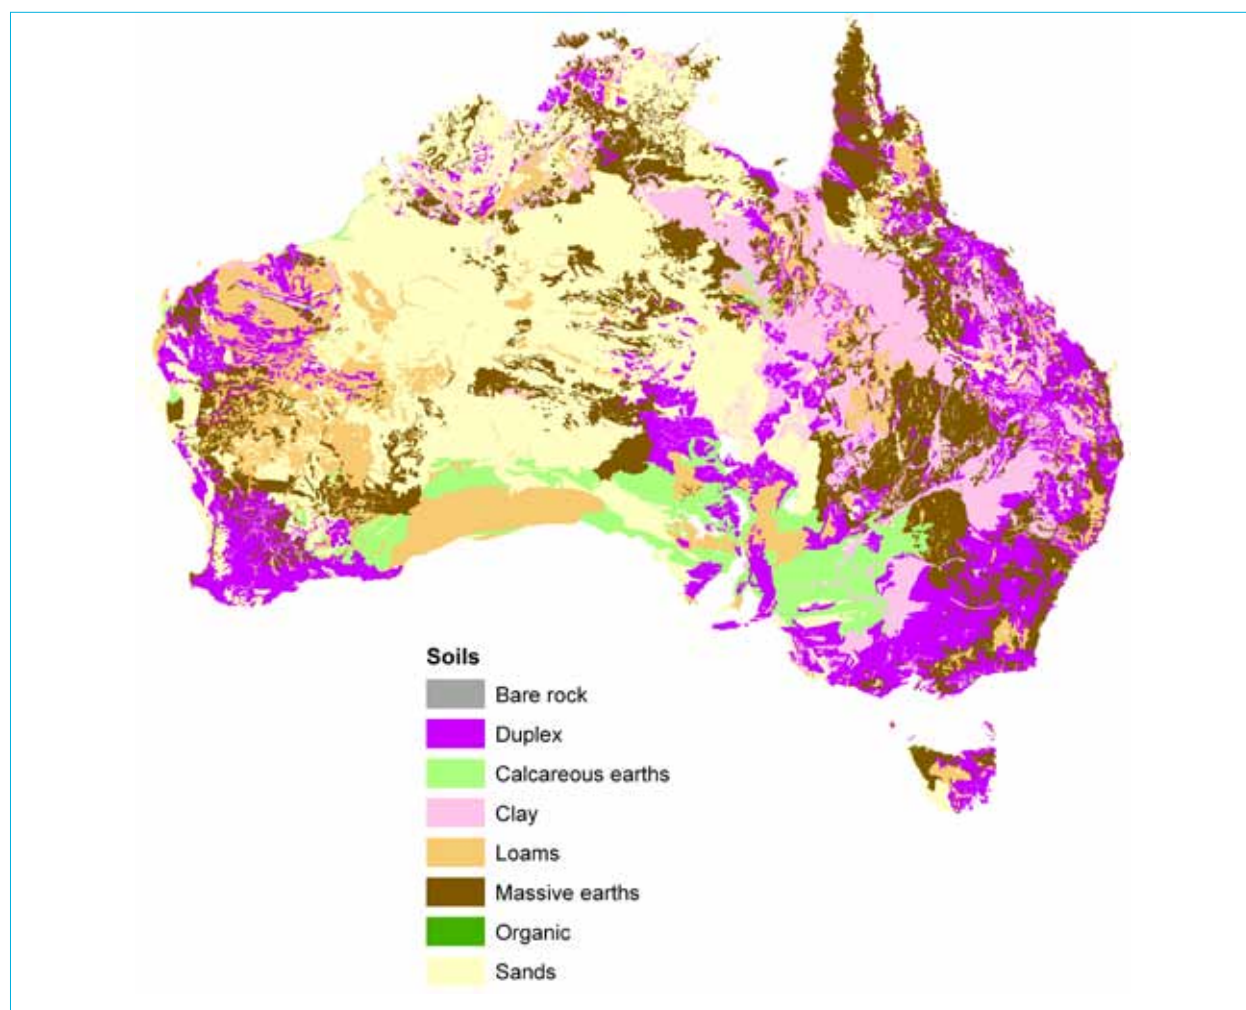 Soils
Bare rock
Duplex
Calcareous earths
Clay
Loams
Massive earths
Organic
Sands